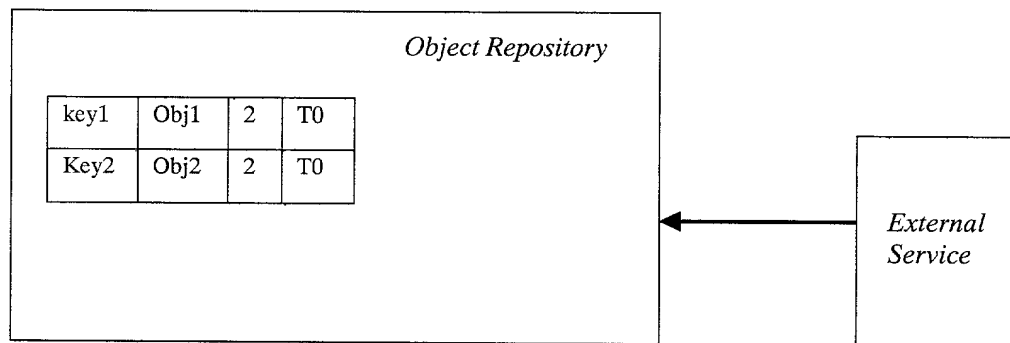 Object Repository
key1 Obj1 2 T0
Key2 Obj2 2 T0
External
Service